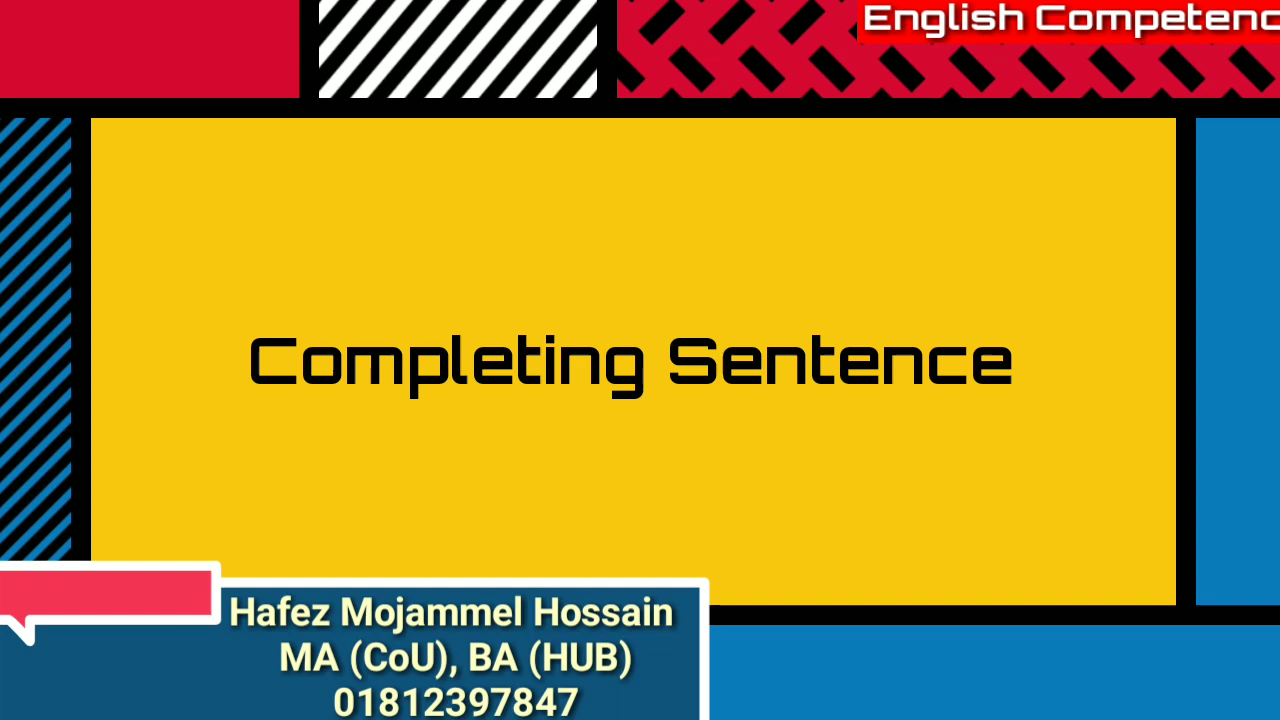 English Competenc
Completing Sentence
Hafez Mojammel Hossain
MA (CoU), BA (HUB)
01812397847